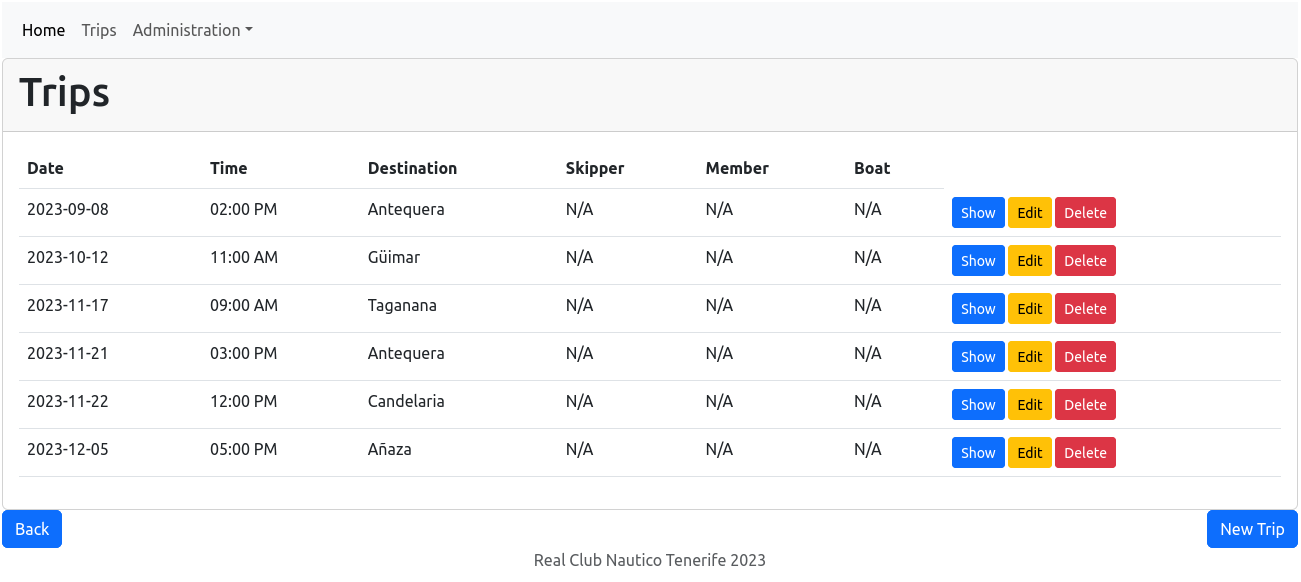 Home Trips Administration
Trips
Date Time Destination Skipper Member Boat
2023-09-08 02:00 PM Antequera N/A N/A N/A Show Edit Delete
2023-10-12 11:00 AM Güimar N/A N/A N/A Show Edit Delete
2023-11-17 09:00 AM Taganana N/A N/A N/A Show Edit Delete
2023-11-21 03:00 PM Antequera N/A N/A N/A Show Edit Delete
2023-11-22 12:00 PM Candelaria N/A N/A N/A Show Edit Delete
2023-12-05 05:00 PM Añaza N/A N/A N/A Show Edit Delete
Back New Trip
Real Club Nautico Tenerife 2023